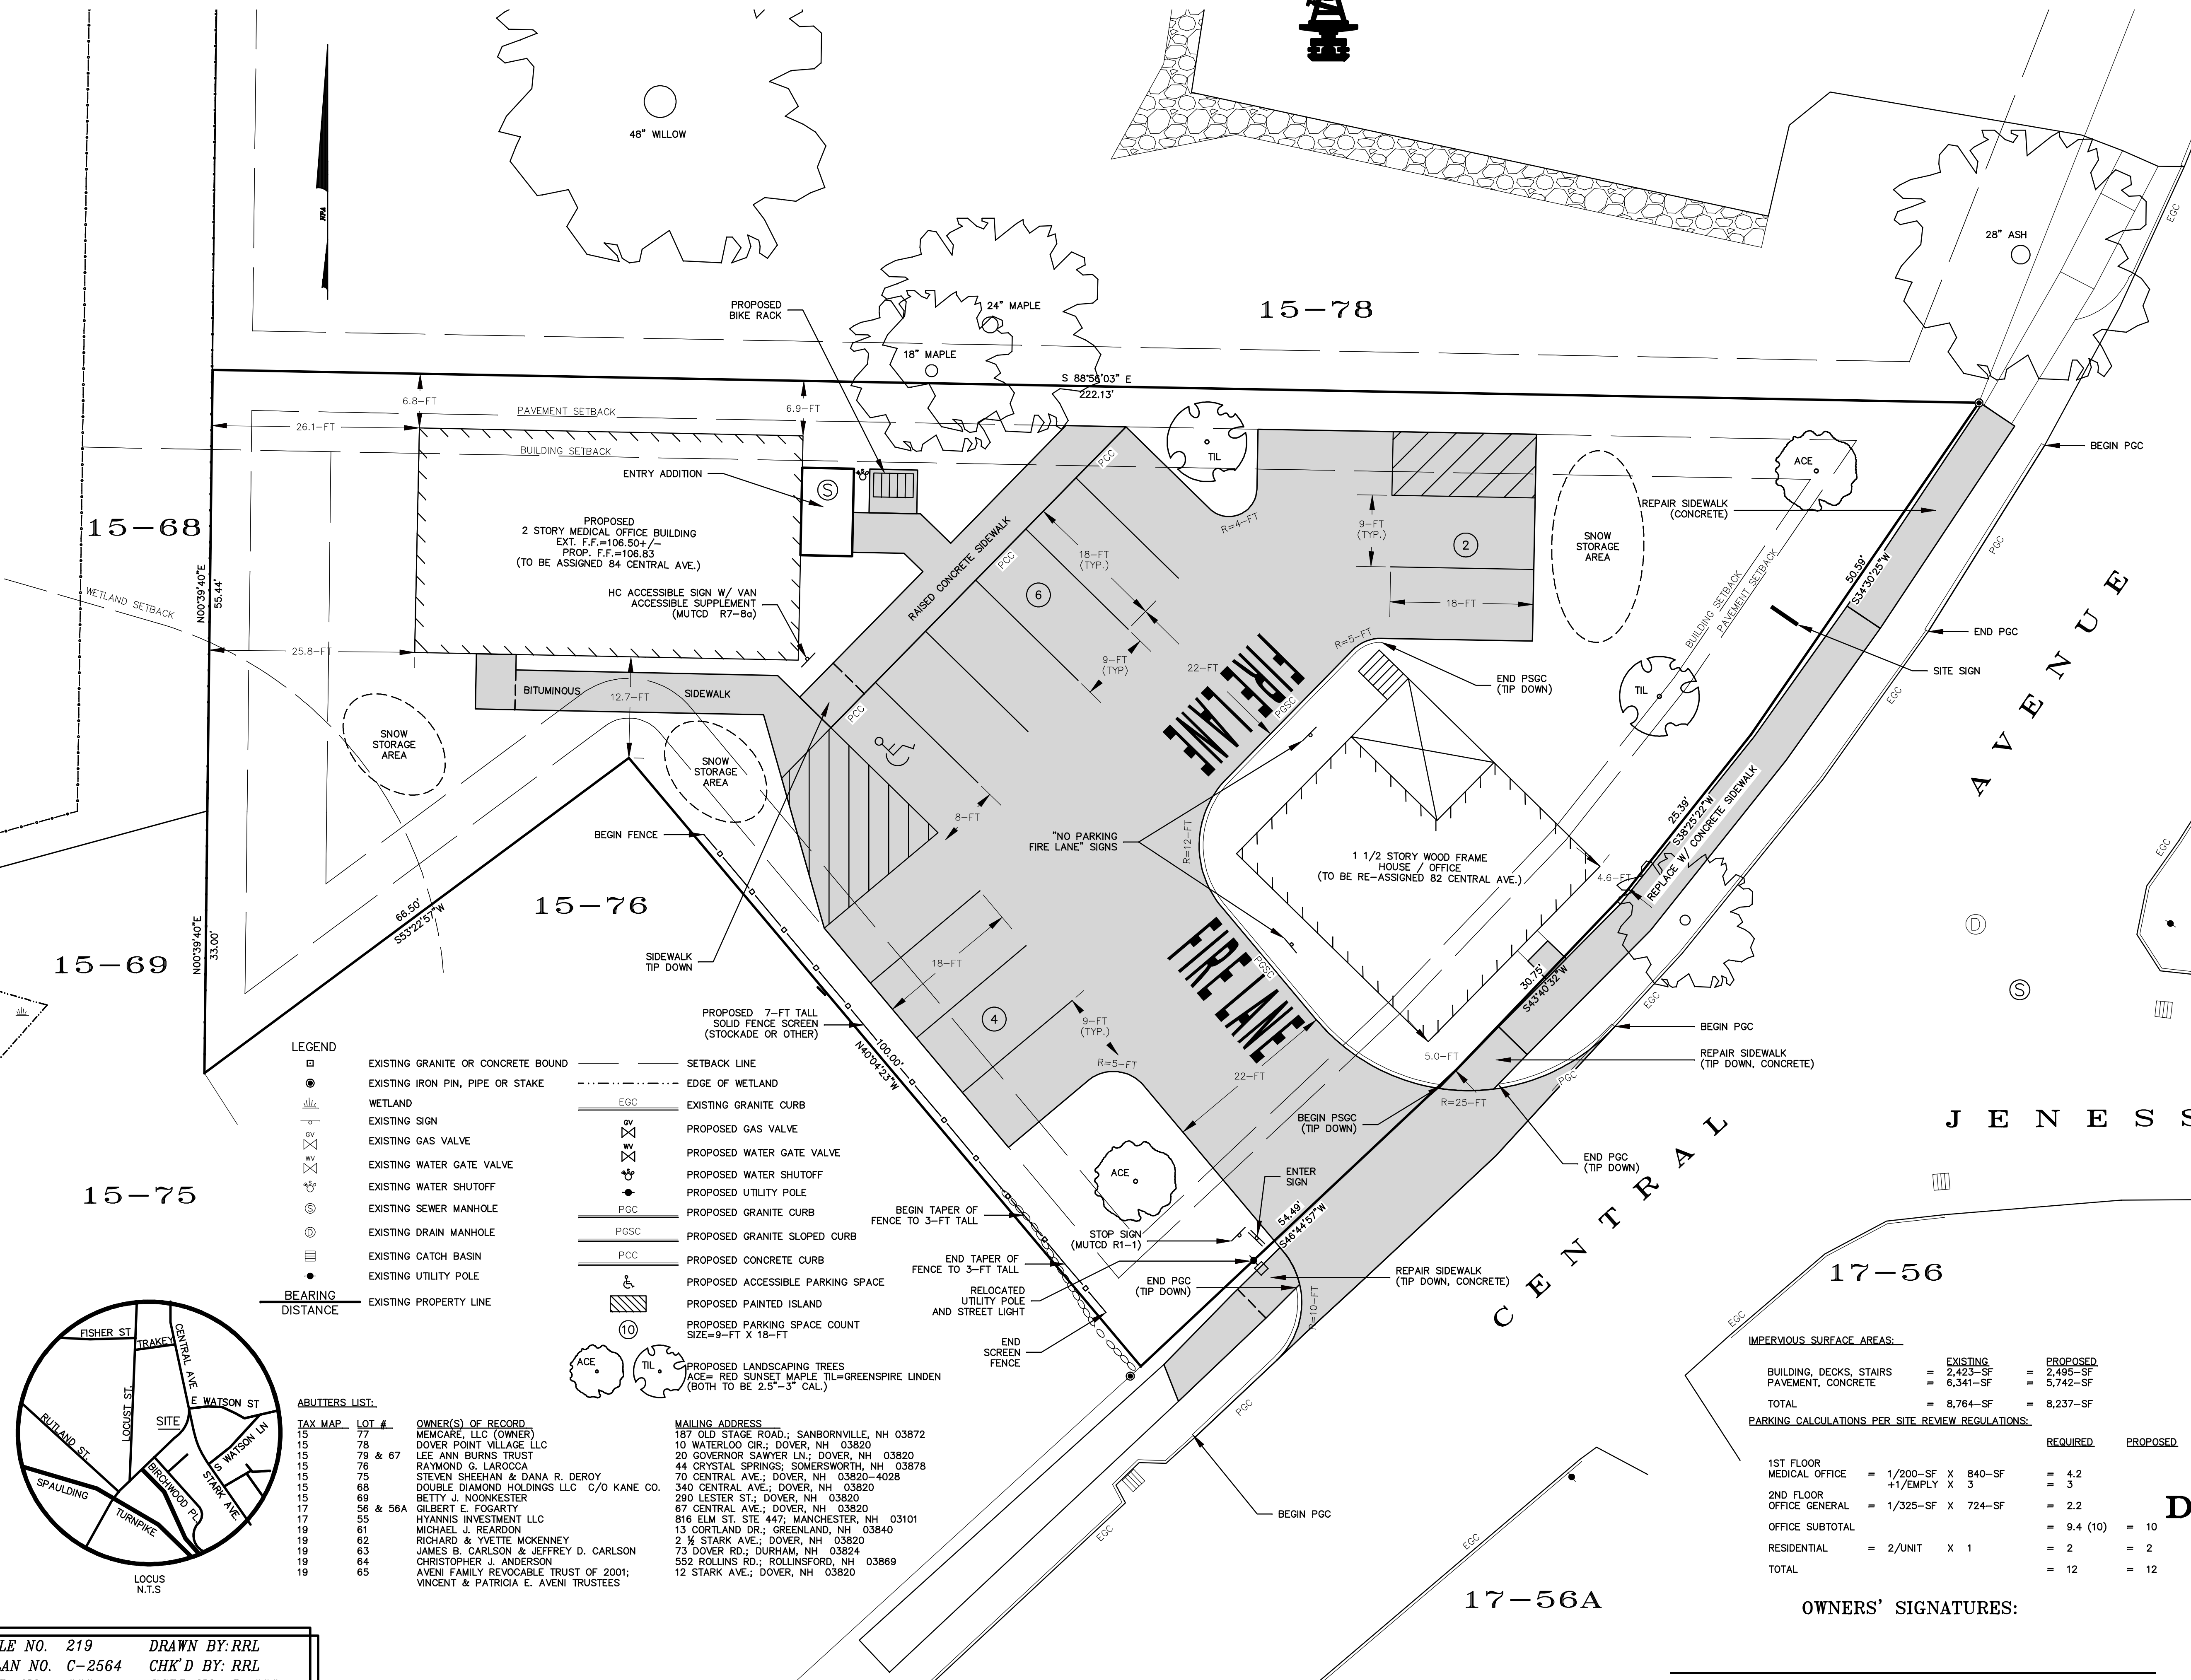 48" WILLOW
28" ASH
EGC
PROPOSED
BIKE RACK
24" MAPLE
15-78
18" MAPLE
S 88°56'03" E
222.13'
6.8-FT
PAVEMENT SETBACK
6.9-FT
26.1-FT
BUILDING SETBACK
ENTRY ADDITION
S
PCC
TIL
ACE
BEGIN PGC
REPAIR SIDEWALK
(CONCRETE)
15-68
PROPOSED
2 STORY MEDICAL OFFICE BUILDING
EXT. F.F.=106.50+/-
PROP. F.F.=106.83
(TO BE ASSIGNED 84 CENTRAL AVE.)
R=4-FT
9-FT
(TYP.)
2
SNOW
STORAGE
AREA
PGC
RAISED CONCRETE SIDEWALK
PCC
18-FT
(TYP.)
6
18-FT
50.59'
S34°30'25"W
WETLAND SETBACK
N00°39'40"E
55.44'
HC ACCESSIBLE SIGN W/ VAN
ACCESSIBLE SUPPLEMENT
(MUTCD R7-8a)
BUILDING SETBACK
PAVEMENT SETBACK
END PGC
25.8-FT
R=5-FT
9-FT
(TYP)
22-FT
FIRE LANE
SITE SIGN
BITUMINOUS
12.7-FT
SIDEWALK
END PSGC
(TIP DOWN)
TIL
EGC
PCC
PGSC
SNOW
STORAGE
AREA
SNOW
STORAGE
AREA
AVENUE
BEGIN FENCE
8-FT
"NO PARKING
FIRE LANE" SIGNS
R=12-FT
1 1/2 STORY WOOD FRAME
HOUSE / OFFICE
(TO BE RE-ASSIGNED 82 CENTRAL AVE.)
4.6-FT
25.39'
S38°25'22"W
REPLACE W/ CONCRETE SIDEWALK
EGC
15-76
66.50'
S53°22'57"W
15-69
N00°39'40"E
33.00'
SIDEWALK
TIP DOWN
18-FT
FIRE LANE
PGSC
30.75'
S43°40'32"W
EGC
D
S
PROPOSED 7-FT TALL
SOLID FENCE SCREEN
(STOCKADE OR OTHER)
4
9-FT
(TYP.)
R=5-FT
22-FT
5.0-FT
R=25-FT
BEGIN PGC
REPAIR SIDEWALK
(TIP DOWN, CONCRETE)
PGC
100.00'
N40°04'23"W
BEGIN PSGC
(TIP DOWN)
END PGC
(TIP DOWN)
JENESS
CENTRAL
LEGEND
EXISTING GRANITE OR CONCRETE BOUND
EXISTING IRON PIN, PIPE OR STAKE
WETLAND
EXISTING SIGN
GV
EXISTING GAS VALVE
WV
EXISTING WATER GATE VALVE
EXISTING WATER SHUTOFF
S
EXISTING SEWER MANHOLE
D
EXISTING DRAIN MANHOLE
EXISTING CATCH BASIN
EXISTING UTILITY POLE
BEARING
DISTANCE
EXISTING PROPERTY LINE
SETBACK LINE
EDGE OF WETLAND
EGC
EXISTING GRANITE CURB
GV
PROPOSED GAS VALVE
WV
PROPOSED WATER GATE VALVE
PROPOSED WATER SHUTOFF
PROPOSED UTILITY POLE
PGC
PROPOSED GRANITE CURB
PGSC
PROPOSED GRANITE SLOPED CURB
PCC
PROPOSED CONCRETE CURB
PROPOSED ACCESSIBLE PARKING SPACE
PROPOSED PAINTED ISLAND
10
PROPOSED PARKING SPACE COUNT
SIZE=9-FT X 18-FT
ACE
TIL
PROPOSED LANDSCAPING TREES
ACE= RED SUNSET MAPLE TIL=GREENSPIRE LINDEN
(BOTH TO BE 2.5"-3" CAL.)
15-75
ACE
BEGIN TAPER OF
FENCE TO 3-FT TALL
ENTER
SIGN
STOP SIGN
(MUTCD R1-1)
54.49'
S46°44'57"W
END TAPER OF
FENCE TO 3-FT TALL
END PGC
(TIP DOWN)
REPAIR SIDEWALK
(TIP DOWN, CONCRETE)
RELOCATED
UTILITY POLE
AND STREET LIGHT
R=10-FT
END
SCREEN
FENCE
PGC
BEGIN PGC
EGC
17-56
EGC
EGC
17-56A
FISHER ST
TRAKEY
CENTRAL AVE
LOCUST ST.
E WATSON ST
SITE
RUTLAND ST.
S WATSON LN
BIRCHWOOD PL
STARK AVE.
SPAULDING
TURNPIKE
LOCUS
N.T.S
ABUTTERS LIST:
TAX MAP LOT # OWNER(S) OF RECORD MAILING ADDRESS
15 77 MEMCARE, LLC (OWNER) 187 OLD STAGE ROAD.; SANBORNVILLE, NH 03872
15 78 DOVER POINT VILLAGE LLC 10 WATERLOO CIR.; DOVER, NH 03820
15 79 & 67 LEE ANN BURNS TRUST 20 GOVERNOR SAWYER LN.; DOVER, NH 03820
15 76 RAYMOND G. LAROCCA 44 CRYSTAL SPRINGS; SOMERSWORTH, NH 03878
15 75 STEVEN SHEEHAN & DANA R. DEROY 70 CENTRAL AVE.; DOVER, NH 03820-4028
15 68 DOUBLE DIAMOND HOLDINGS LLC C/O KANE CO. 340 CENTRAL AVE.; DOVER, NH 03820
15 69 BETTY J. NOONKESTER 290 LESTER ST.; DOVER, NH 03820
17 56 & 56A GILBERT E. FOGARTY 67 CENTRAL AVE.; DOVER, NH 03820
17 55 HYANNIS INVESTMENT LLC 816 ELM ST. STE 447; MANCHESTER, NH 03101
19 61 MICHAEL J. REARDON 13 CORTLAND DR.; GREENLAND, NH 03840
19 62 RICHARD & YVETTE MCKENNEY 2 ½ STARK AVE.; DOVER, NH 03820
19 63 JAMES B. CARLSON & JEFFREY D. CARLSON 73 DOVER RD.; DURHAM, NH 03824
19 64 CHRISTOPHER J. ANDERSON 552 ROLLINS RD.; ROLLINSFORD, NH 03869
19 65 AVENI FAMILY REVOCABLE TRUST OF 2001; 12 STARK AVE.; DOVER, NH 03820
VINCENT & PATRICIA E. AVENI TRUSTEES
IMPERVIOUS SURFACE AREAS:
EXISTING PROPOSED
BUILDING, DECKS, STAIRS = 2,423-SF = 2,495-SF
PAVEMENT, CONCRETE = 6,341-SF = 5,742-SF
TOTAL = 8,764-SF = 8,237-SF
PARKING CALCULATIONS PER SITE REVIEW REGULATIONS:
REQUIRED PROPOSED
1ST FLOOR
MEDICAL OFFICE = 1/200-SF X 840-SF = 4.2
+1/EMPLY X 3 = 3
2ND FLOOR
OFFICE GENERAL = 1/325-SF X 724-SF = 2.2
OFFICE SUBTOTAL = 9.4 (10) = 10
RESIDENTIAL = 2/UNIT X 1 = 2 = 2
TOTAL = 12 = 12
D
OWNERS' SIGNATURES:
LE NO. 219 DRAWN BY: RRL
AN NO. C-2564 CHK'D BY: RRL